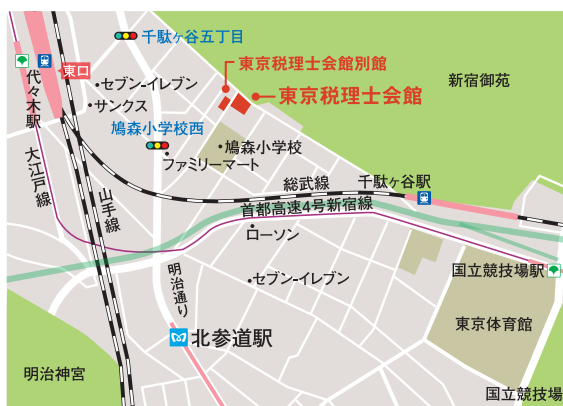 千駄ヶ谷五丁目
東口
代々木駅
セブン-イレブン
サンクス
東京税理士会館別館
東京税理士会館
新宿御苑
鳩森小学校西
鳩森小学校
ファミリーマート
大江戸線
山手線
総武線
千駄ヶ谷駅
首都高速4号新宿線
ローソン
明治通り
セブン-イレブン
国立競技場駅
東京体育館
北参道駅
明治神宮
国立競技場